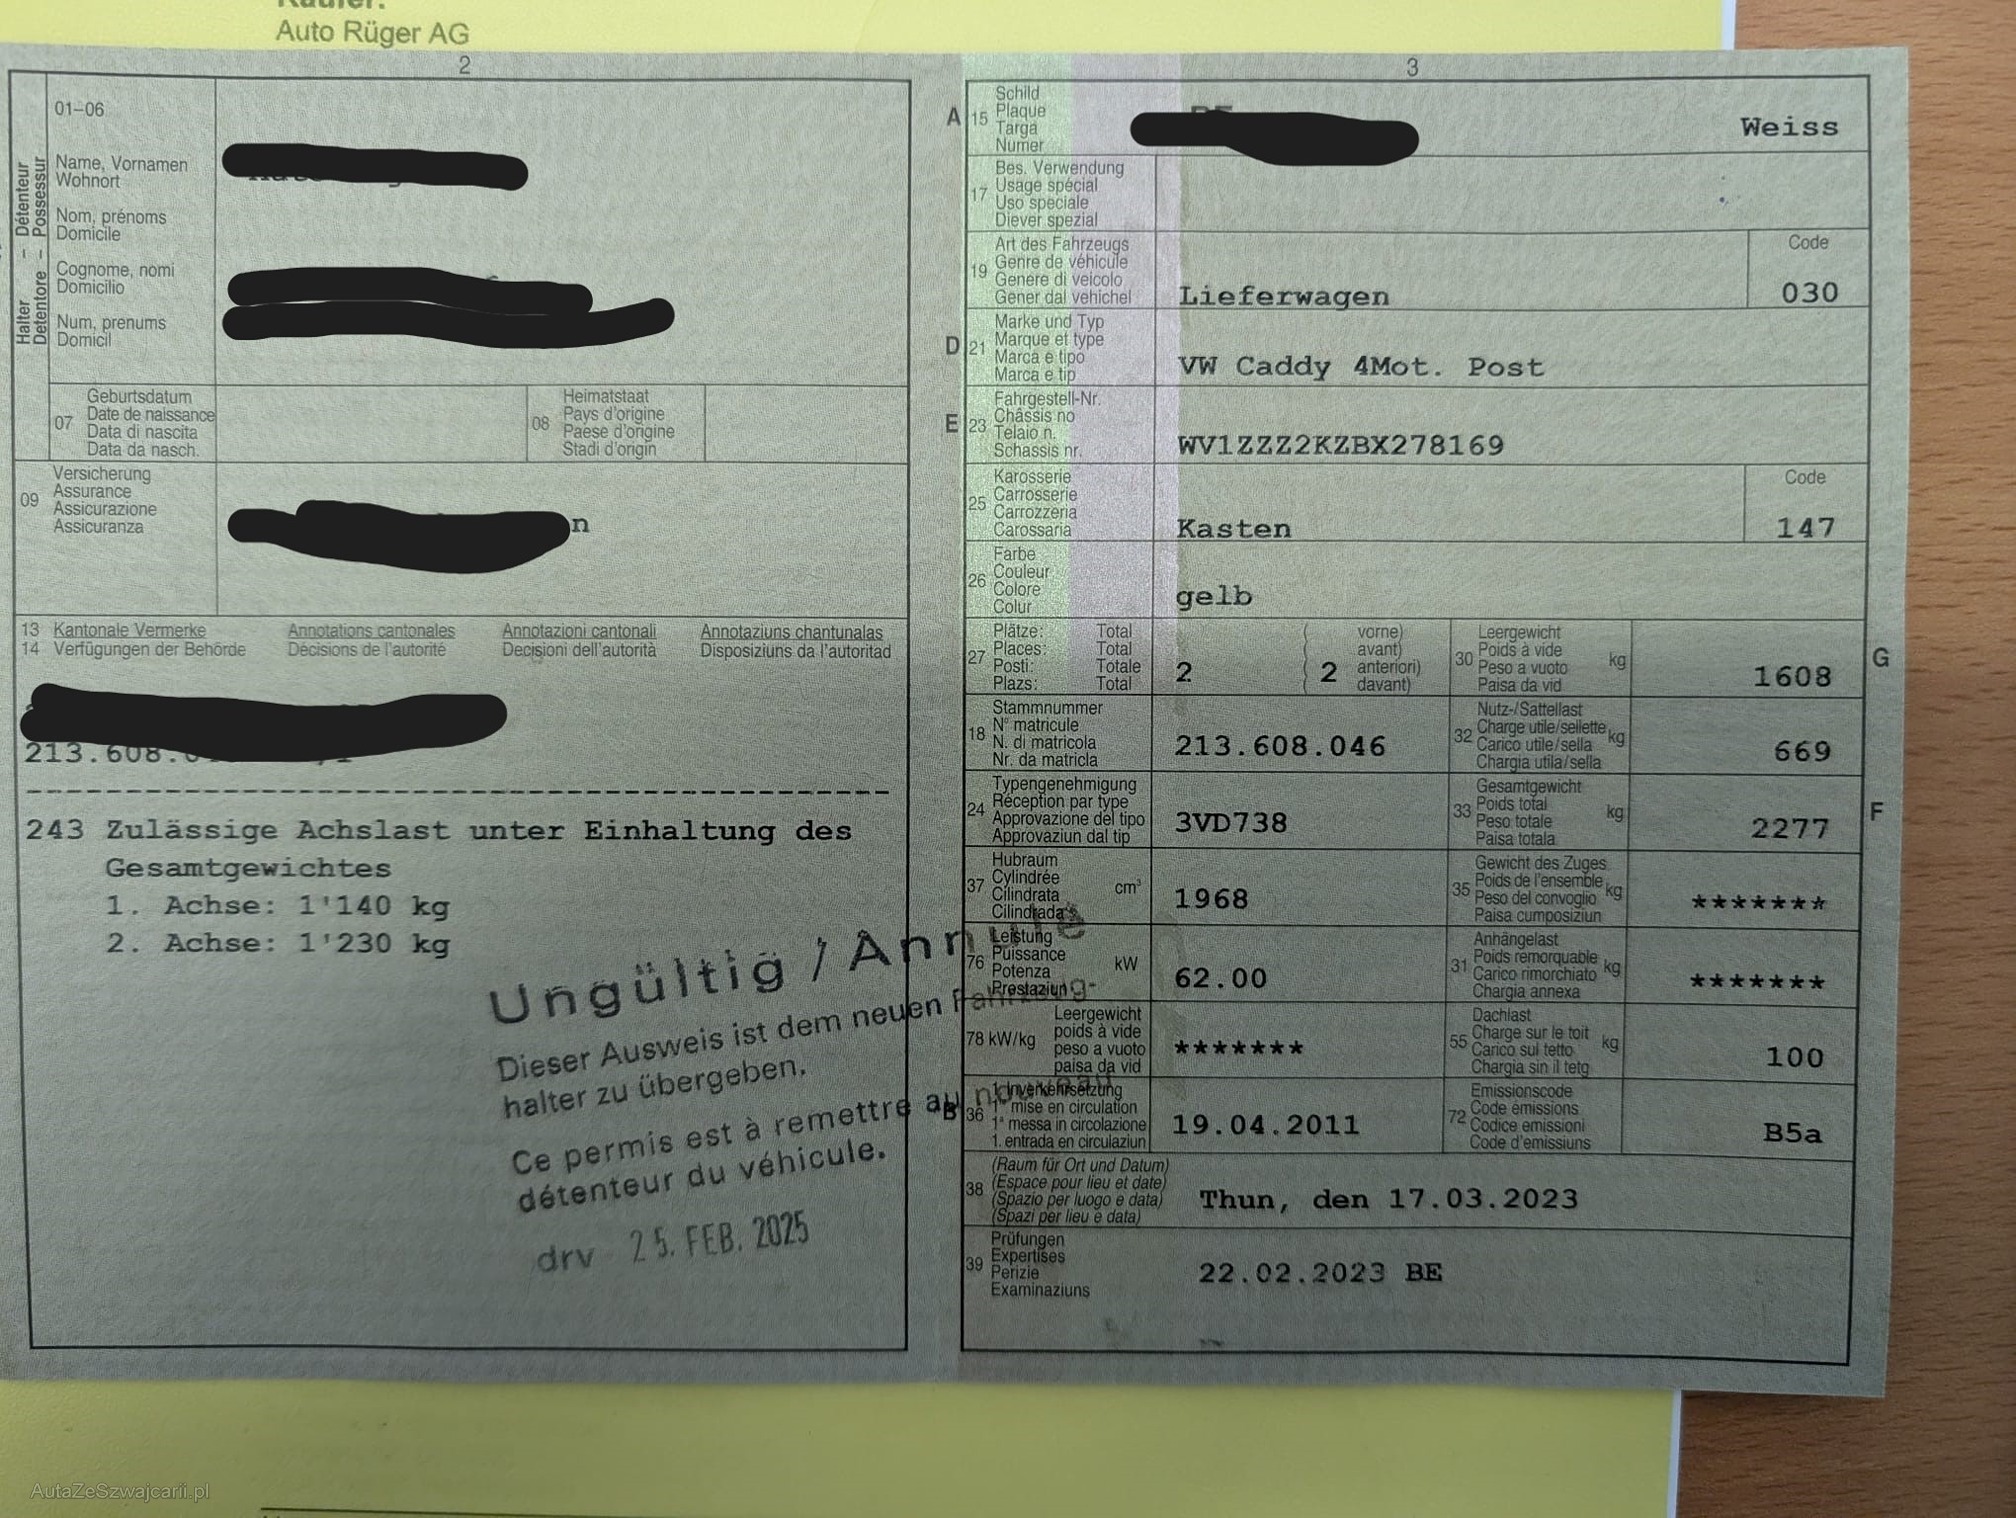 Käufer:
Auto Rüger AG
2
01–06
Halter – Détenteur
Detentore – Possessur
Name, Vornamen
Wohnort
Nom, prénoms
Domicile
Cognome, nomi
Domicilio
Num, prenums
Domicil
07 Geburtsdatum
Date de naissance
Data di nascita
Data da nasch.
08 Heimatstaat
Pays d'origine
Paese d'origine
Stadi d'origin
09 Versicherung
Assurance
Assicurazione
Assicuranza
n
13 Kantonale Vermerke Annotations cantonales Annotazioni cantonali Annotaziuns chantunalas
14 Verfügungen der Behörde Décisions de l'autorité Decisioni dell'autorità Disposiziuns da l'autoritad
213.608.
243 Zulässige Achslast unter Einhaltung des
Gesamtgewichtes
1. Achse: 1'140 kg
2. Achse: 1'230 kg
Ungültig / Annulé
Dieser Ausweis ist dem neuen Fahrzeug-
halter zu übergeben.
Ce permis est à remettre au nouveau
détenteur du véhicule.
drv 25. FEB. 2025
3
A 15 Schild
Plaque
Targa
Numer
Weiss
17 Bes. Verwendung
Usage spécial
Uso speciale
Diever spezial
19 Art des Fahrzeugs
Genre de véhicule
Genere di veicolo
Gener dal vehichel
Lieferwagen
Code
030
D 21 Marke und Typ
Marque et type
Marca e tipo
Marca e tip
VW Caddy 4Mot. Post
E 23 Fahrgestell-Nr.
Châssis no
Telaio n.
Schassis nr.
WV1ZZZ2KZBX278169
25 Karosserie
Carrosserie
Carrozzeria
Carossaria
Kasten
Code
147
26 Farbe
Couleur
Colore
Colur
gelb
27 Plätze: Total
Places: Total
Posti: Totale
Plazs: Total
2
( 2 vorne)
avant)
anteriori)
davant)
30 Leergewicht
Poids à vide
Peso a vuoto
Paisa da vid
kg
1608
G
18 Stammnummer
N° matricule
N. di matricola
Nr. da matricla
213.608.046
32 Nutz-/Sattellast
Charge utile/sellette
Carico utile/sella
Chargia utila/sella
kg
669
24 Typengenehmigung
Réception par type
Approvazione del tipo
Approvaziun dal tip
3VD738
33 Gesamtgewicht
Poids total
Peso totale
Paisa totala
kg
2277
F
37 Hubraum
Cylindrée
Cilindrata
Cilindrada
cm³
1968
35 Gewicht des Zuges
Poids de l'ensemble
Peso del convoglio
Paisa cumposiziun
kg
*******
76 Leistung
Puissance
Potenza
Prestaziun
kW
62.00
31 Anhängelast
Poids remorquable
Carico rimorchiato
Chargia annexa
kg
*******
78 kW/kg Leergewicht
poids à vide
peso a vuoto
paisa da vid
*******
55 Dachlast
Charge sur le toit
Carico sul tetto
Chargia sin il tetg
kg
100
B 36 1. Inverkehrsetzung
1re mise en circulation
1a messa in circolazione
1. entrada en circulaziun
19.04.2011
72 Emissionscode
Code émissions
Codice emissioni
Code d'emissiuns
B5a
38 (Raum für Ort und Datum)
(Espace pour lieu et date)
(Spazio per luogo e data)
(Spazi per lieu e data)
Thun, den 17.03.2023
39 Prüfungen
Expertises
Perizie
Examinaziuns
22.02.2023 BE
AutaZeSzwajcarii.pl